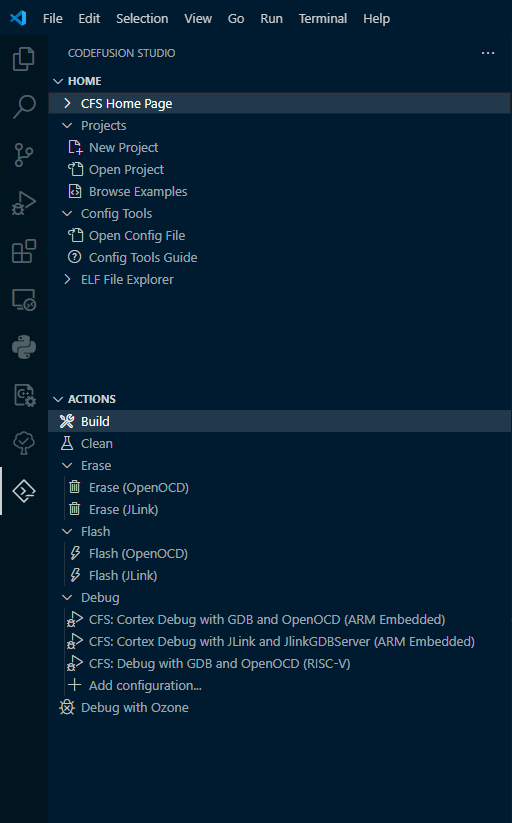 File Edit Selection View Go Run Terminal Help
CODEFUSION STUDIO
HOME
CFS Home Page
Projects
New Project
Open Project
Browse Examples
Config Tools
Open Config File
Config Tools Guide
ELF File Explorer
ACTIONS
Build
Clean
Erase
Erase (OpenOCD)
Erase (JLink)
Flash
Flash (OpenOCD)
Flash (JLink)
Debug
CFS: Cortex Debug with GDB and OpenOCD (ARM Embedded)
CFS: Cortex Debug with JLink and JlinkGDBServer (ARM Embedded)
CFS: Debug with GDB and OpenOCD (RISC-V)
Add configuration...
Debug with Ozone